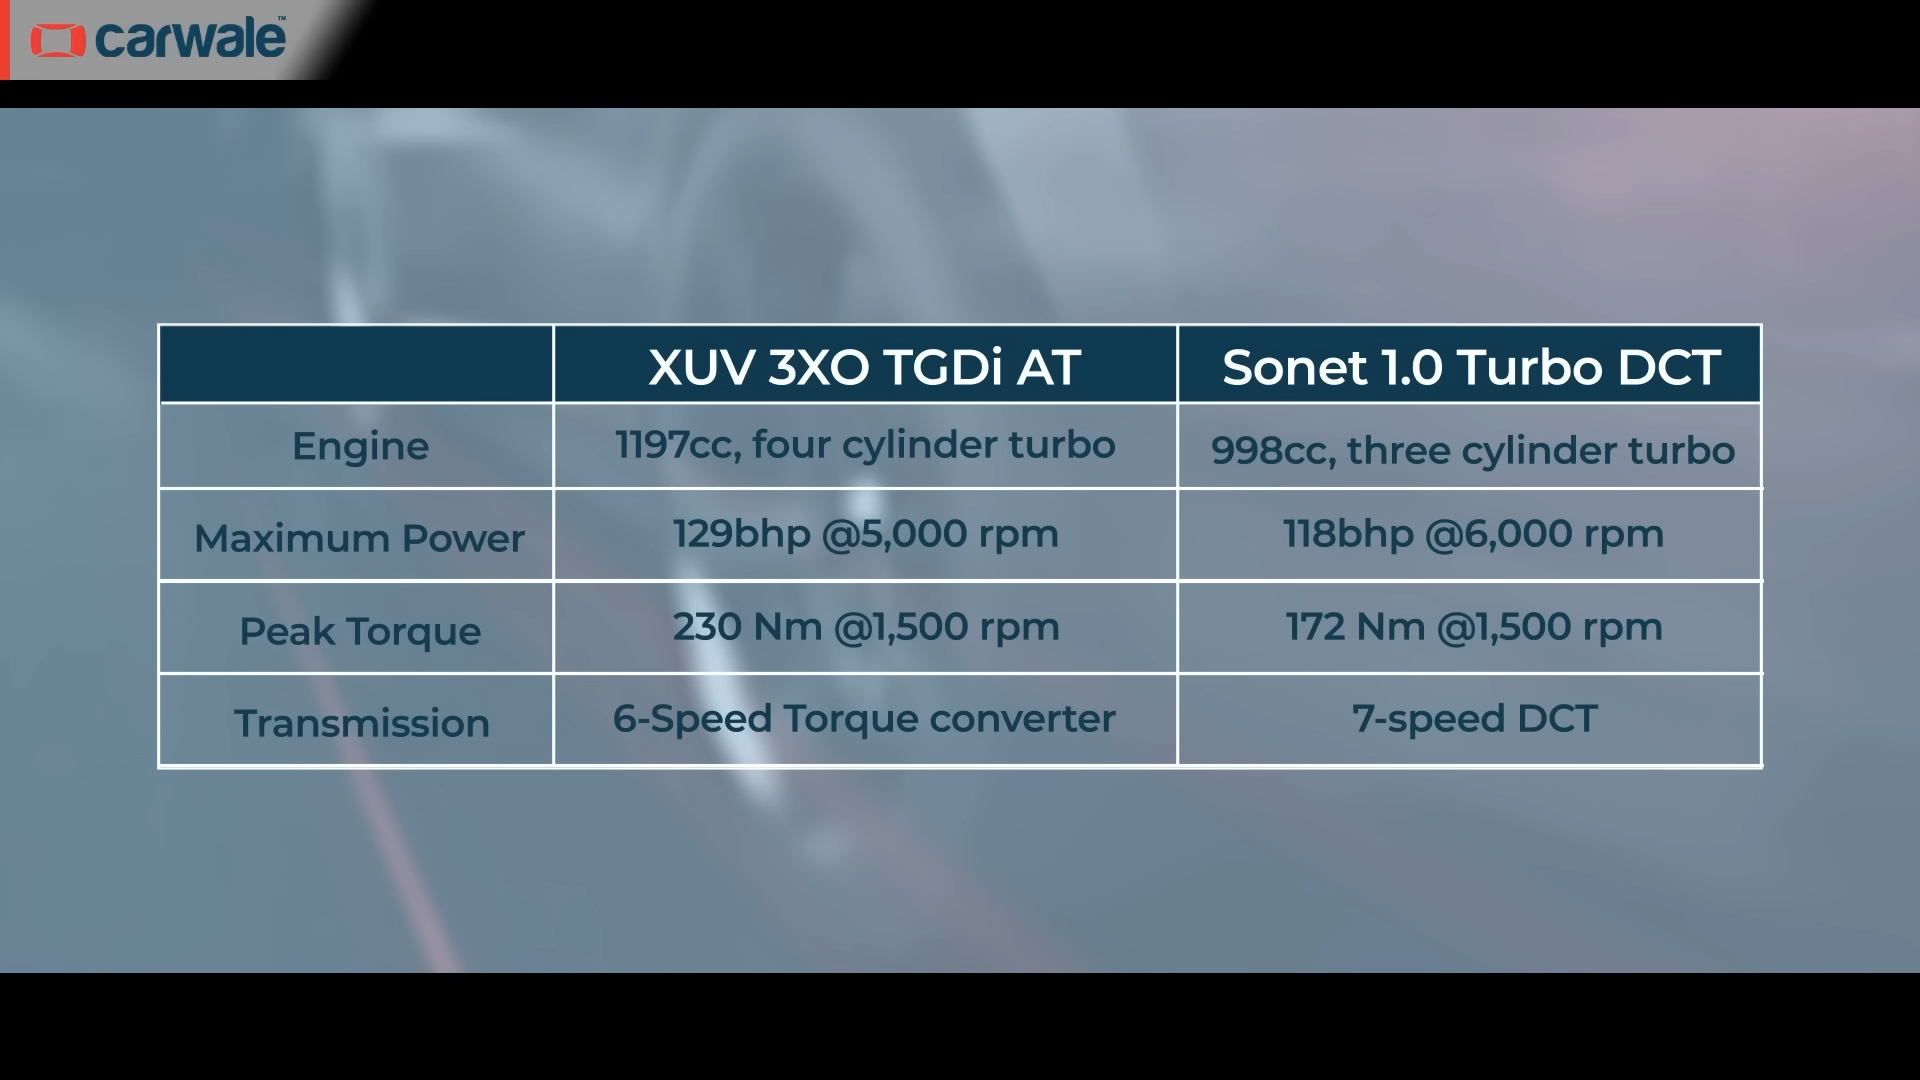 carwale™
XUV 3XO TGDi AT Sonet 1.0 Turbo DCT
Engine 1197cc, four cylinder turbo 998cc, three cylinder turbo
Maximum Power 129bhp @5,000 rpm 118bhp @6,000 rpm
Peak Torque 230 Nm @1,500 rpm 172 Nm @1,500 rpm
Transmission 6-Speed Torque converter 7-speed DCT